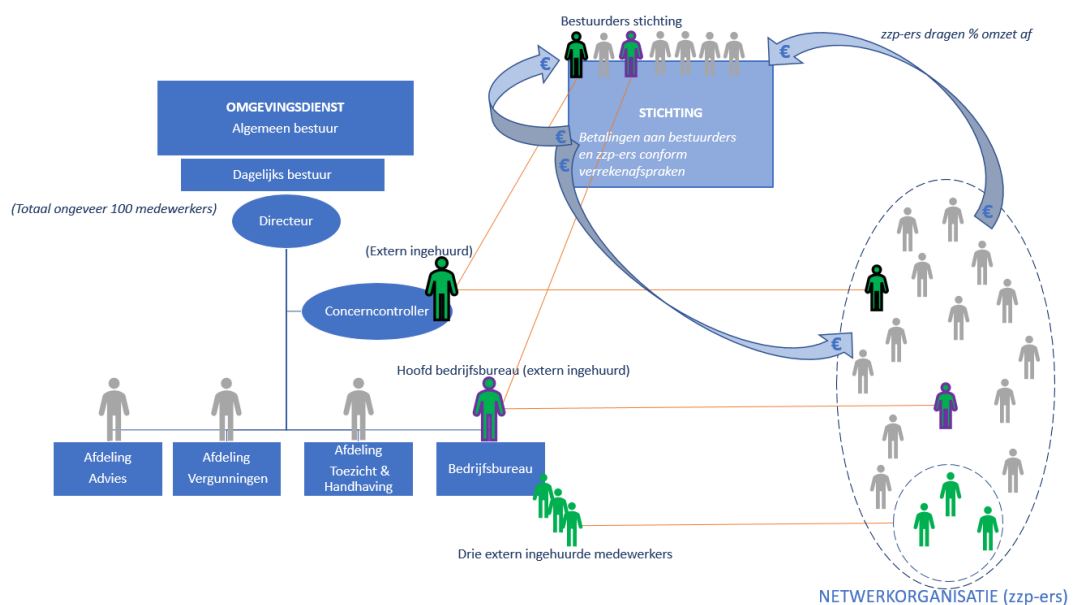 Bestuurders stichting
zzp-ers dragen % omzet af
€
€
OMGEVINGSDIENST
Algemeen bestuur
STICHTING
Betalingen aan bestuurders
en zzp-ers conform
verrekenafspraken
€
€
Dagelijks bestuur
(Totaal ongeveer 100 medewerkers)
Directeur
€
(Extern ingehuurd)
Concerncontroller
€
Hoofd bedrijfsbureau (extern ingehuurd)
Afdeling
Advies
Afdeling
Vergunningen
Afdeling
Toezicht &
Handhaving
Bedrijfsbureau
Drie extern ingehuurde medewerkers
NETWERKORGANISATIE (zzp-ers)